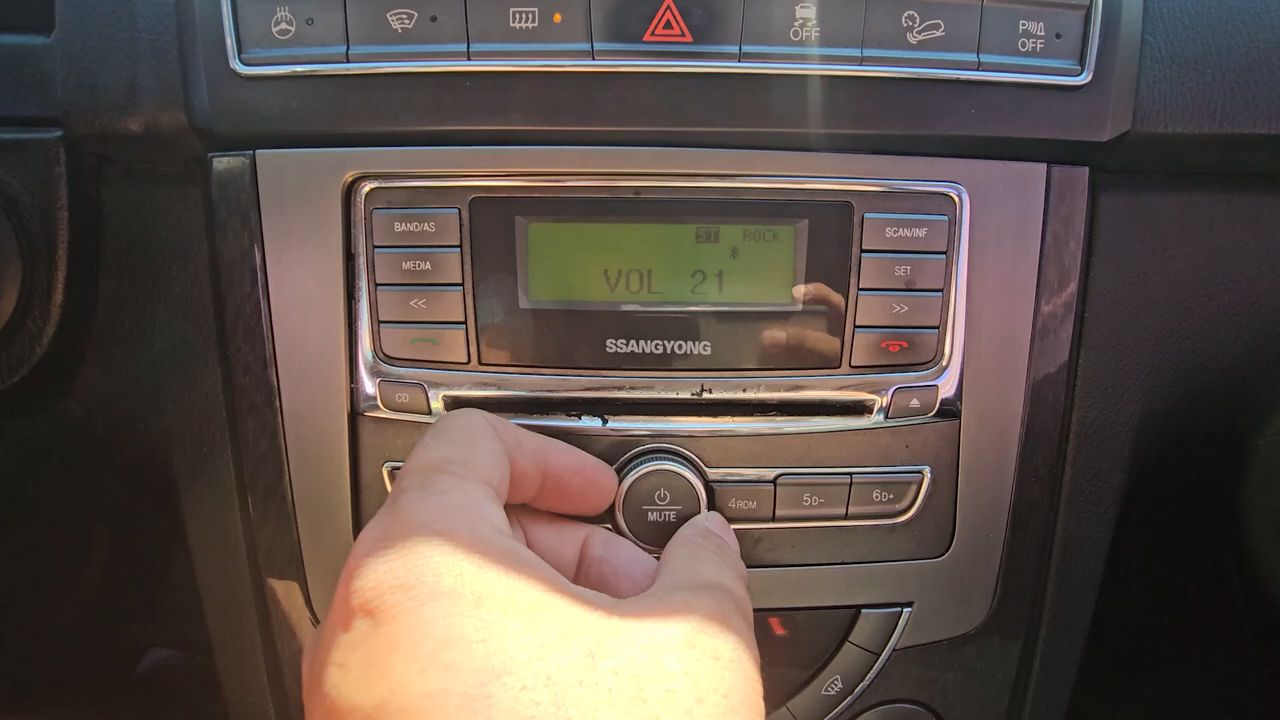 OFF
P OFF
BAND/AS
MEDIA
<<
CD
ST ROCK
VOL 21
SSANGYONG
SCAN/INF
SET
>>
MUTE
4RDM
5D-
6D+